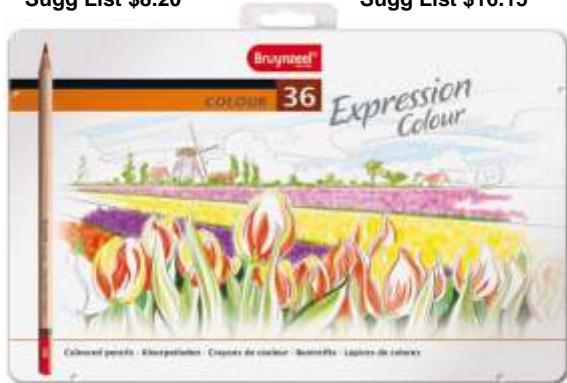 Sugg List $8.20 Sugg List $16.15
Bruynzeel
COLOUR 36
Expression
Colour
Coloured pencils · Kleurpotloden · Crayons de couleur · Buntstifte · Lápices de colores